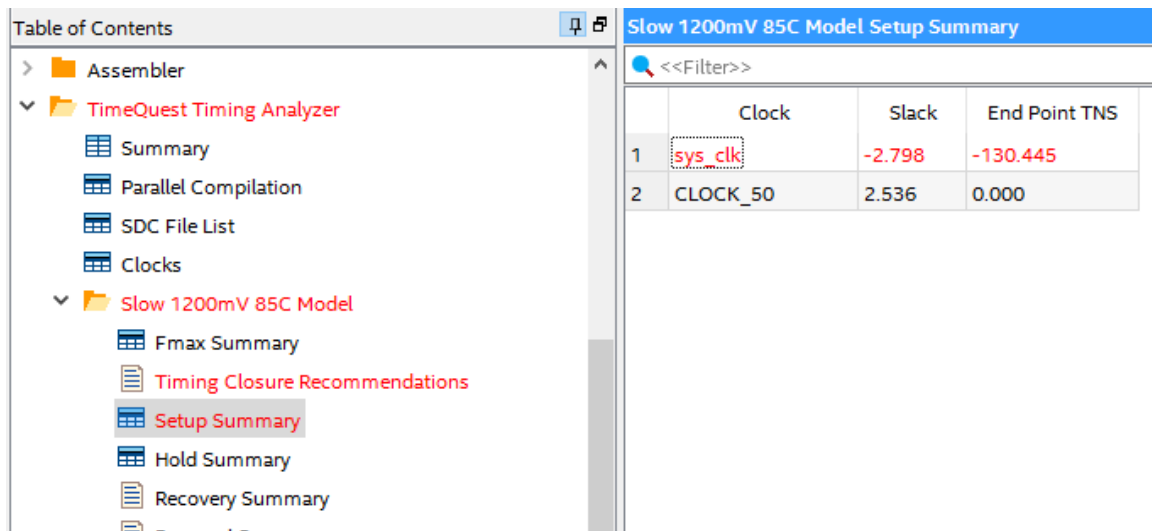 Table of Contents
Assembler
TimeQuest Timing Analyzer
Summary
Parallel Compilation
SDC File List
Clocks
Slow 1200mV 85C Model
Fmax Summary
Timing Closure Recommendations
Setup Summary
Hold Summary
Recovery Summary
Slow 1200mV 85C Model Setup Summary
<<Filter>>
Clock Slack End Point TNS
1 sys_clk -2.798 -130.445
2 CLOCK_50 2.536 0.000